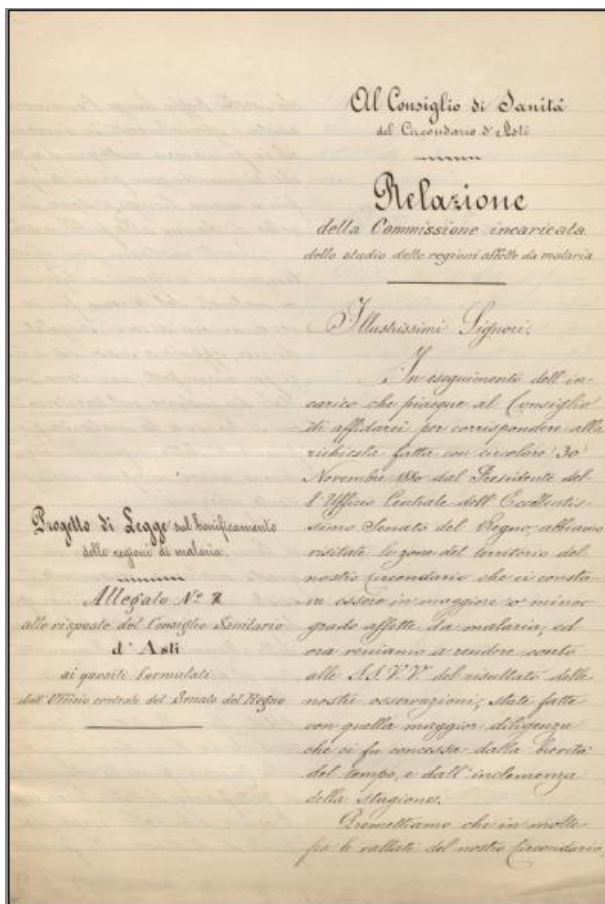 Al Consiglio di Sanità
del Circondario d'Asti
Relazione
della Commissione incaricata
dello studio delle regioni affette da malaria
Illustrissimi Signori.
In eseguimento dell'in-
carico che piacque al Consiglio
di affidarci per corrispondere alla
richiesta fatta con circolare 30
Novembre 1880 dal Presidente del-
l'Ufficio Centrale dell'Eccellentis-
simo Senato del Regno, abbiamo
visitate le zone del territorio del
nostro circondario che ci consta-
va essere in maggiore o minor
grado affette da malaria, ed
ora veniamo a rendere conto
alle S.S. V.V. del risultato delle
nostre osservazioni, state fatte
con quella maggior diligenza
che ci fu concessa dalla brevità
del tempo, e dall'inclemenza
della stagione.
Premettiamo che in molte
fra le vallate del nostro Circondario,
Progetto di Legge sul bonificamento
delle regioni di malaria.
Allegato Nº
alle risposte del Consiglio Sanitario
d'Asti
ai quesiti formulati
dall'Ufficio centrale del Senato del Regno